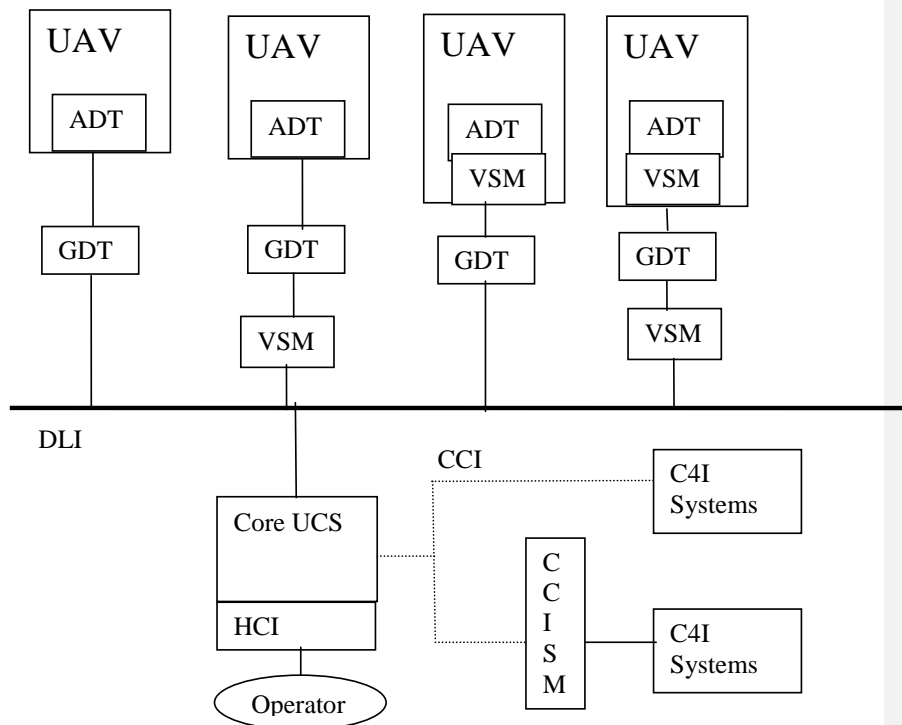 UAV
UAV
UAV
UAV
ADT
ADT
ADT
ADT
VSM
VSM
GDT
GDT
GDT
GDT
VSM
VSM
DLI
CCI
C4I
Systems
Core UCS
C
C
I
S
M
HCI
C4I
Systems
Operator